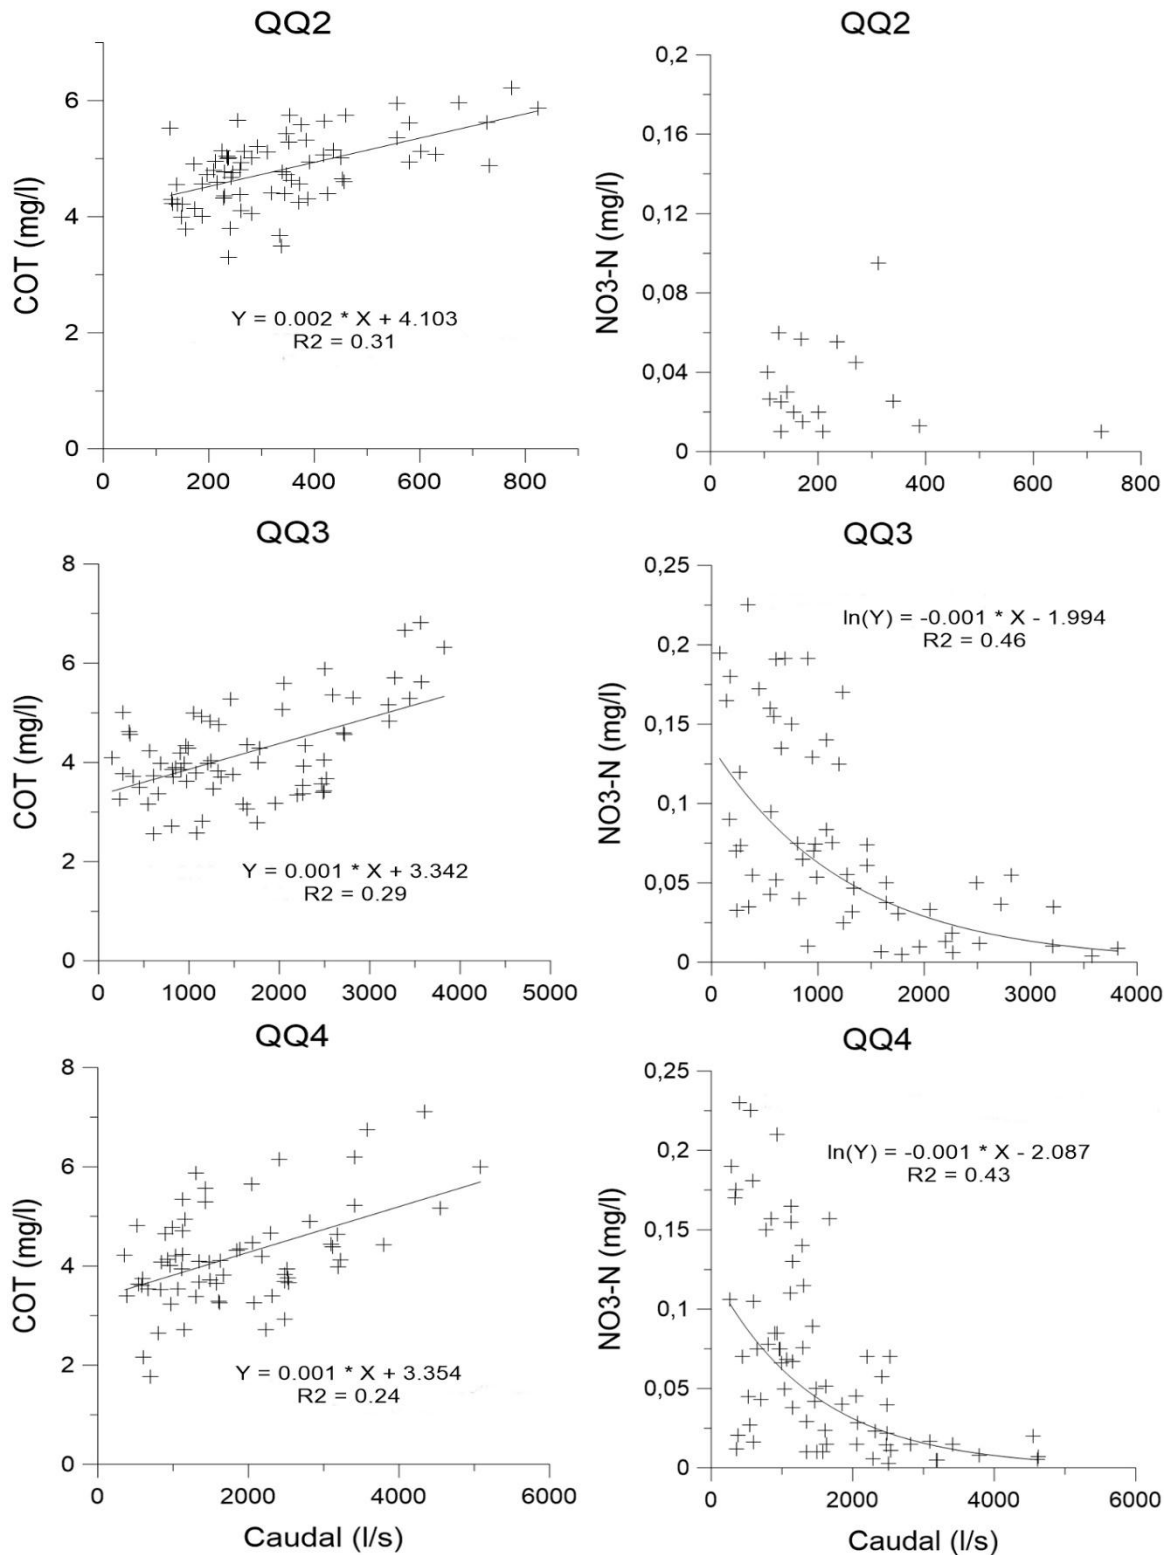 QQ2
COT (mg/l)
6
4
2
0
200
400
600
800
Y = 0.002 * X + 4.103
R2 = 0.31
QQ2
NO3-N (mg/l)
0,2
0,16
0,12
0,08
0,04
0
0
200
400
600
800
QQ3
COT (mg/l)
8
6
4
2
0
0
1000
2000
3000
4000
5000
Y = 0.001 * X + 3.342
R2 = 0.29
QQ3
NO3-N (mg/l)
0,25
0,2
0,15
0,1
0,05
0
0
1000
2000
3000
4000
ln(Y) = -0.001 * X - 1.994
R2 = 0.46
QQ4
COT (mg/l)
8
6
4
2
0
0
2000
4000
6000
Y = 0.001 * X + 3.354
R2 = 0.24
Caudal (l/s)
QQ4
NO3-N (mg/l)
0,25
0,2
0,15
0,1
0,05
0
0
2000
4000
6000
ln(Y) = -0.001 * X - 2.087
R2 = 0.43
Caudal (l/s)